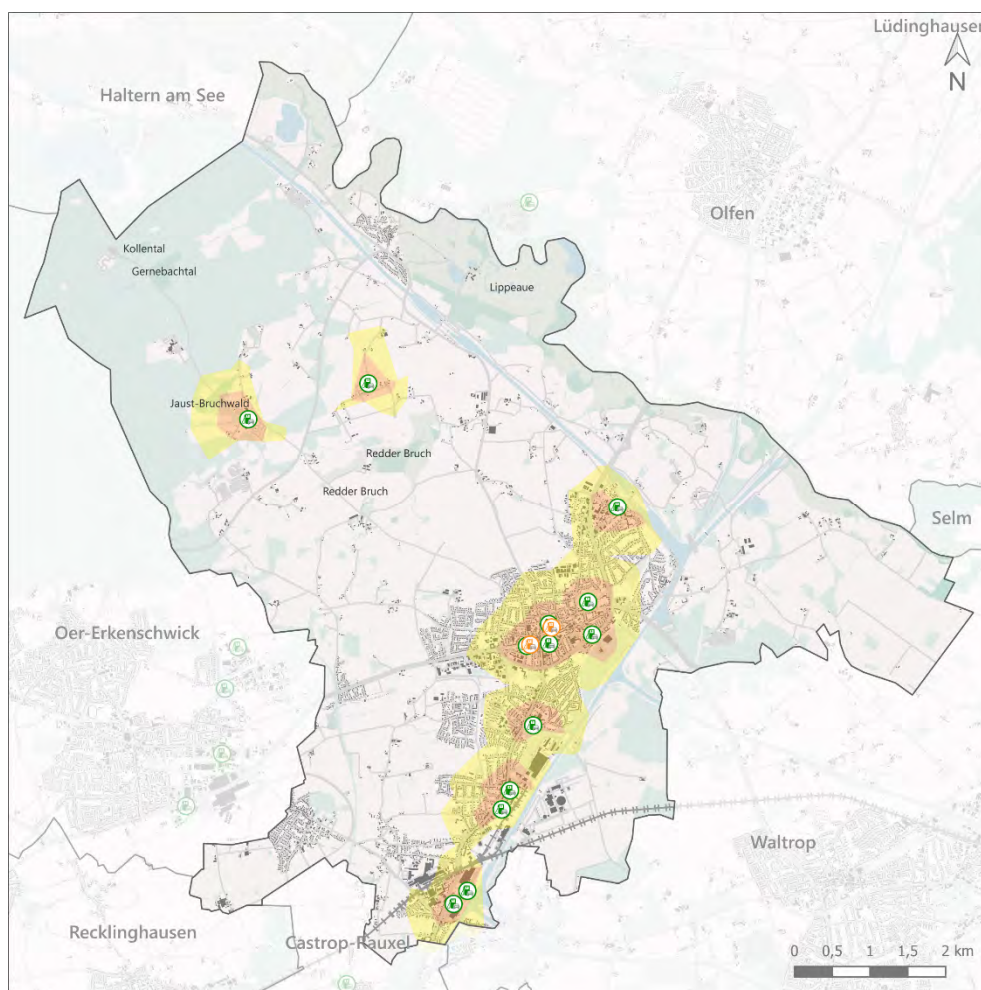 Lüdinghausen
N
Haltern am See
Olfen
Kollental
Gernebachtal
Lippeaue
Jaust-Bruchwald
Redder Bruch
Redder Bruch
Selm
Oer-Erkenschwick
Waltrop
Recklinghausen
Castrop-Rauxel
0 0,5 1 1,5 2 km